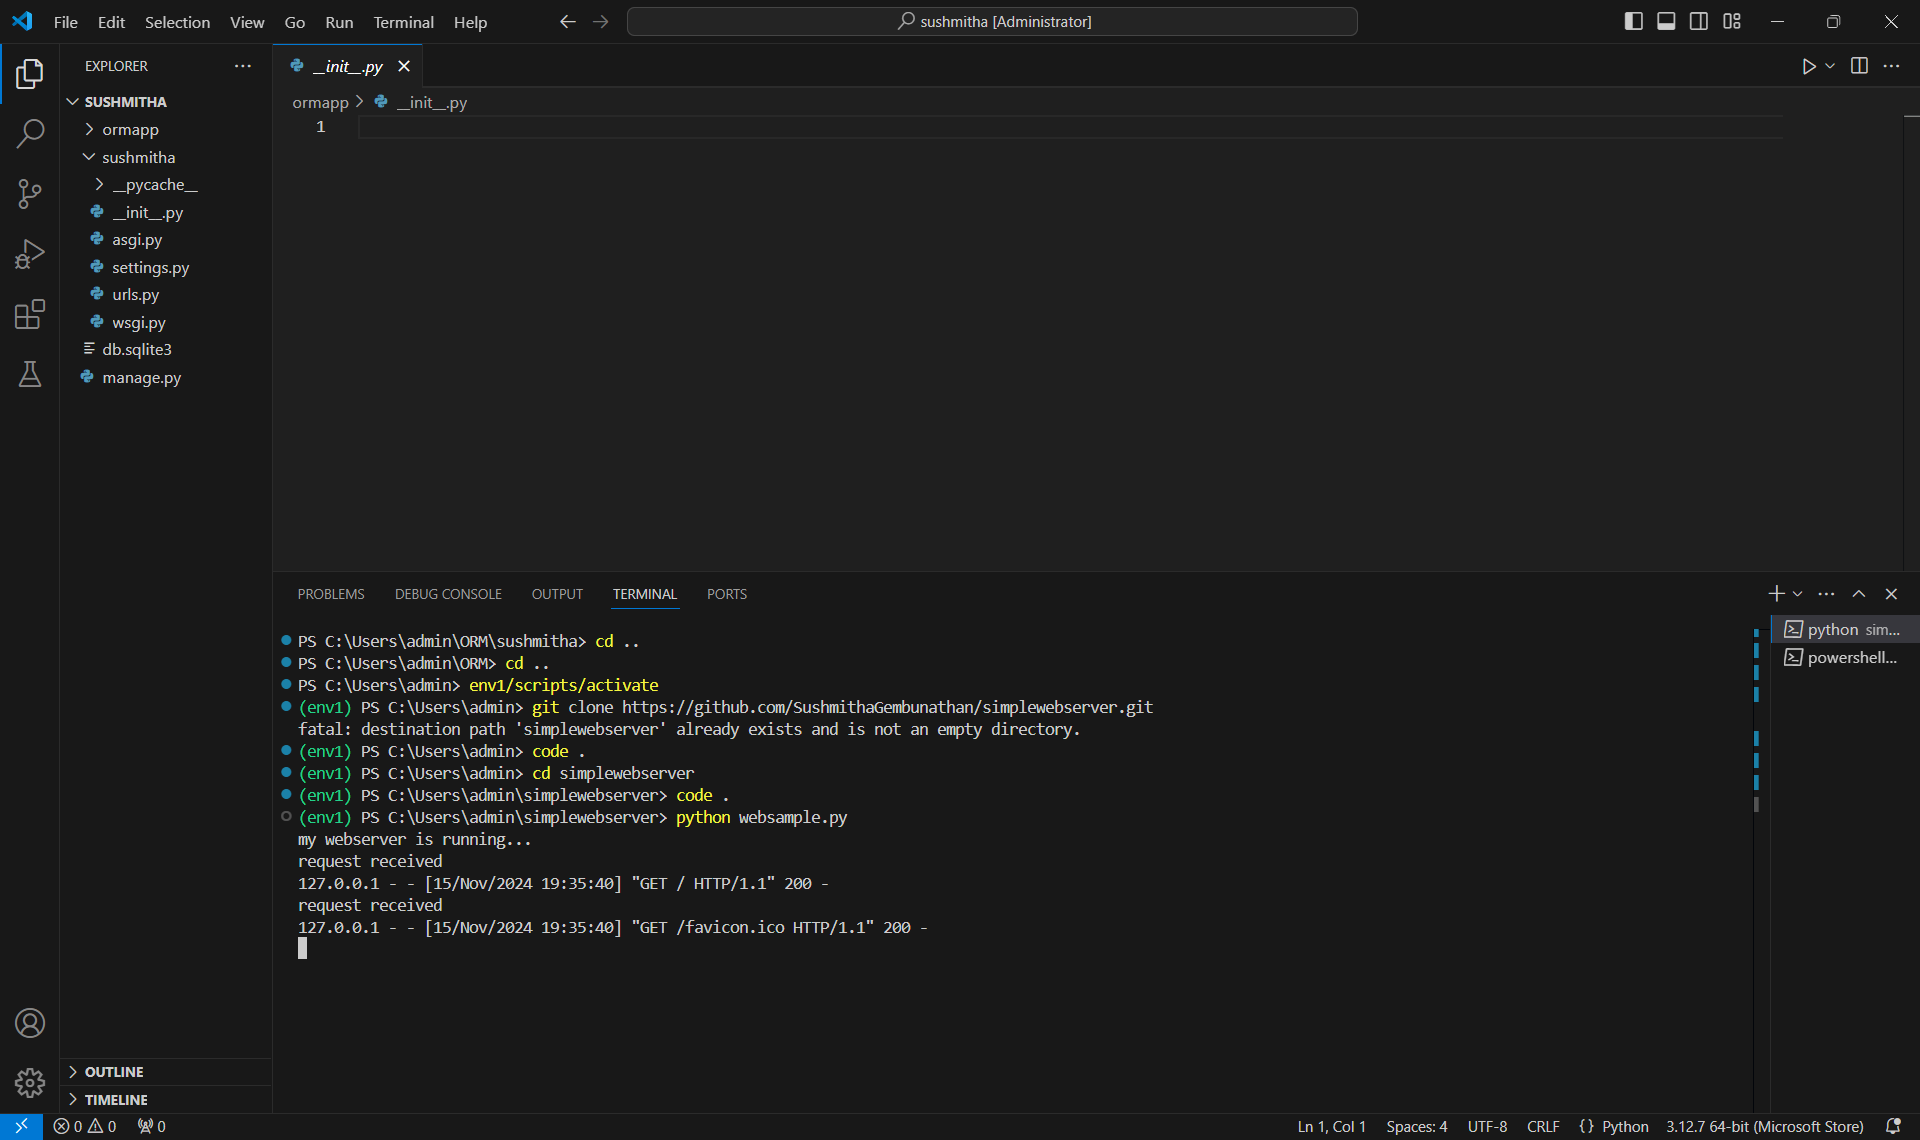 File Edit Selection View Go Run Terminal Help
sushmitha [Administrator]
EXPLORER
SUSHMITHA
ormapp
sushmitha
__pycache__
__init__.py
asgi.py
settings.py
urls.py
wsgi.py
db.sqlite3
manage.py
OUTLINE
TIMELINE
__init__.py
ormapp > __init__.py
1
PROBLEMS DEBUG CONSOLE OUTPUT TERMINAL PORTS
PS C:\Users\admin\ORM\sushmitha> cd ..
PS C:\Users\admin\ORM> cd ..
PS C:\Users\admin> env1/scripts/activate
(env1) PS C:\Users\admin> git clone https://github.com/SushmithaGembunathan/simplewebserver.git
fatal: destination path 'simplewebserver' already exists and is not an empty directory.
(env1) PS C:\Users\admin> code .
(env1) PS C:\Users\admin> cd simplewebserver
(env1) PS C:\Users\admin\simplewebserver> code .
(env1) PS C:\Users\admin\simplewebserver> python websample.py
my webserver is running...
request received
127.0.0.1 - - [15/Nov/2024 19:35:40] "GET / HTTP/1.1" 200 -
request received
127.0.0.1 - - [15/Nov/2024 19:35:40] "GET /favicon.ico HTTP/1.1" 200 -
python sim...
powershell...
0 0 0
Ln 1, Col 1 Spaces: 4 UTF-8 CRLF {} Python 3.12.7 64-bit (Microsoft Store)